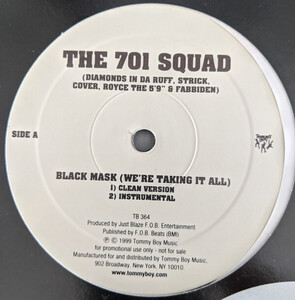 THE 701 SQUAD
(DIAMONDS IN DA RUFF, STRICK,
COVER, ROYCE THE 5'9" & FABBIDEN)
SIDE A
BLACK MASK (WE'RE TAKING IT ALL)
1) CLEAN VERSION
2) INSTRUMENTAL
TB 364
Produced by Just Blaze F.O.B. Entertainment
Published by F.O.B. Beats (BMI)
℗ © 1999 Tommy Boy Music
for promotional use only - not for sale
Manufactured for and distributed by Tommy Boy Music.
902 Broadway, New York, NY 10010
www.tommyboy.com